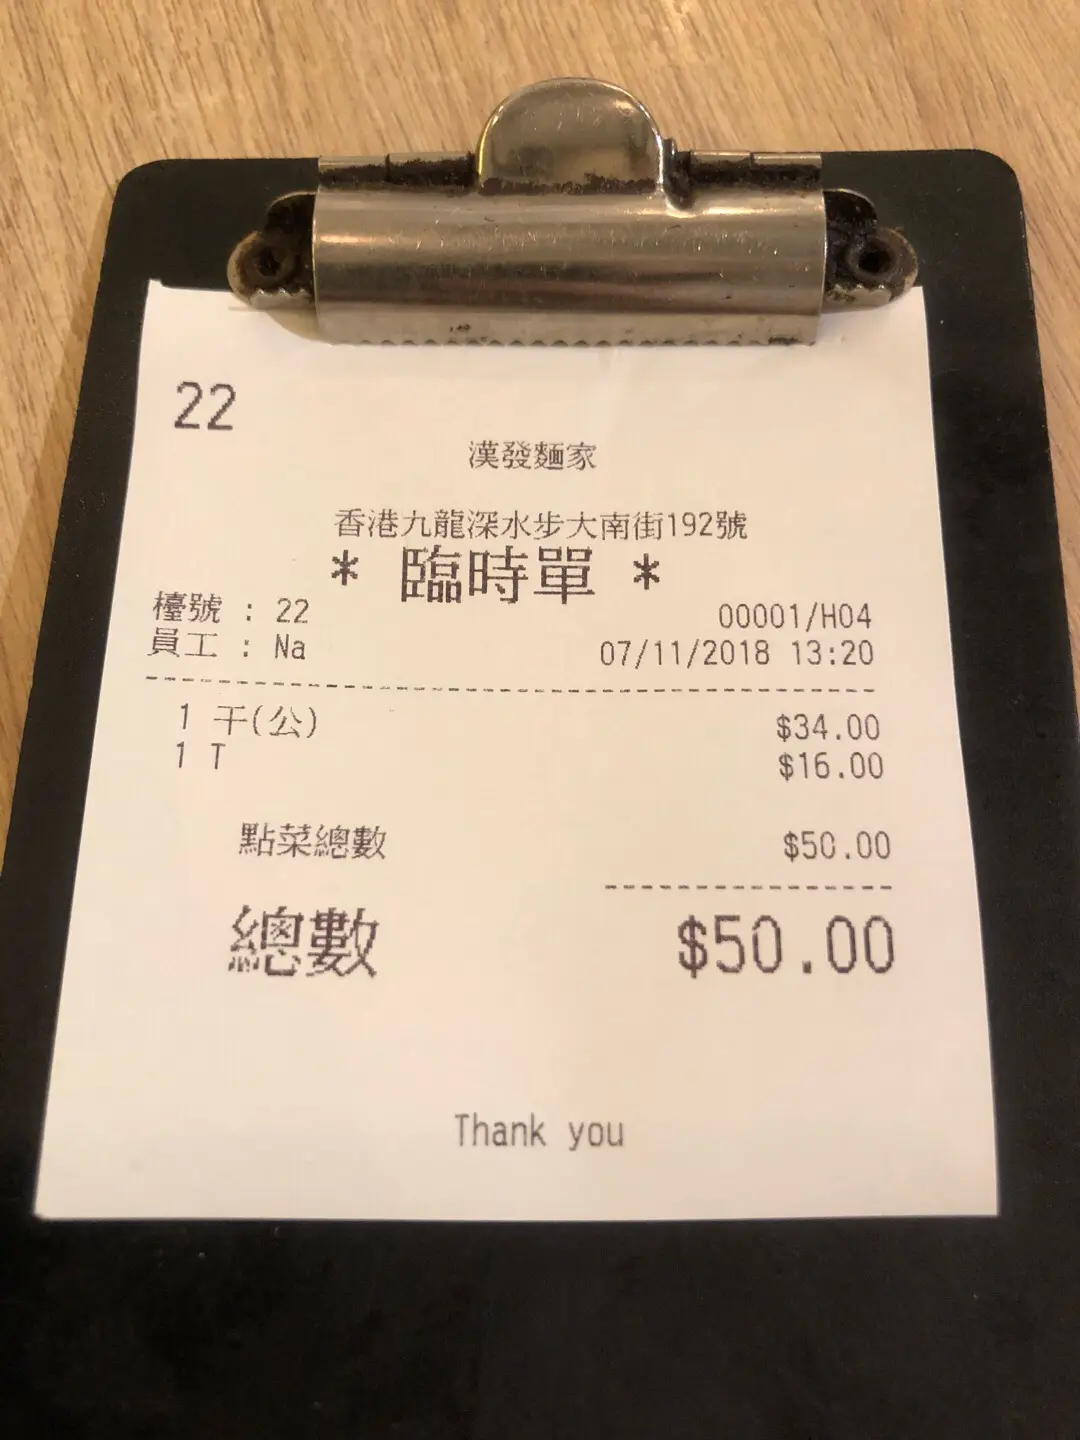 22
漢發麵家
香港九龍深水步大南街192號
* 臨時單 *
檯號 : 22 00001/H04
員工 : Na 07/11/2018 13:20
1 干(公) $34.00
1 T $16.00
點菜總數 $50.00
總數 $50.00
Thank you